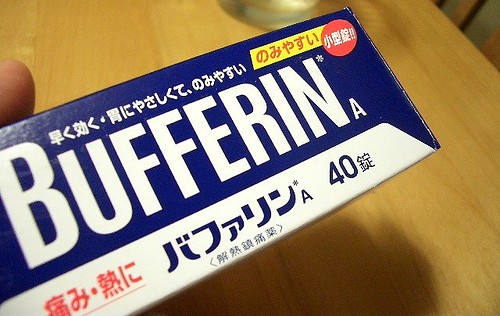 のみやすい
小型錠!!
早く効く・胃にやさしくて、のみやすい
BUFFERIN*A
バファリン*A 40錠
〈解熱鎮痛薬〉
痛み・熱に